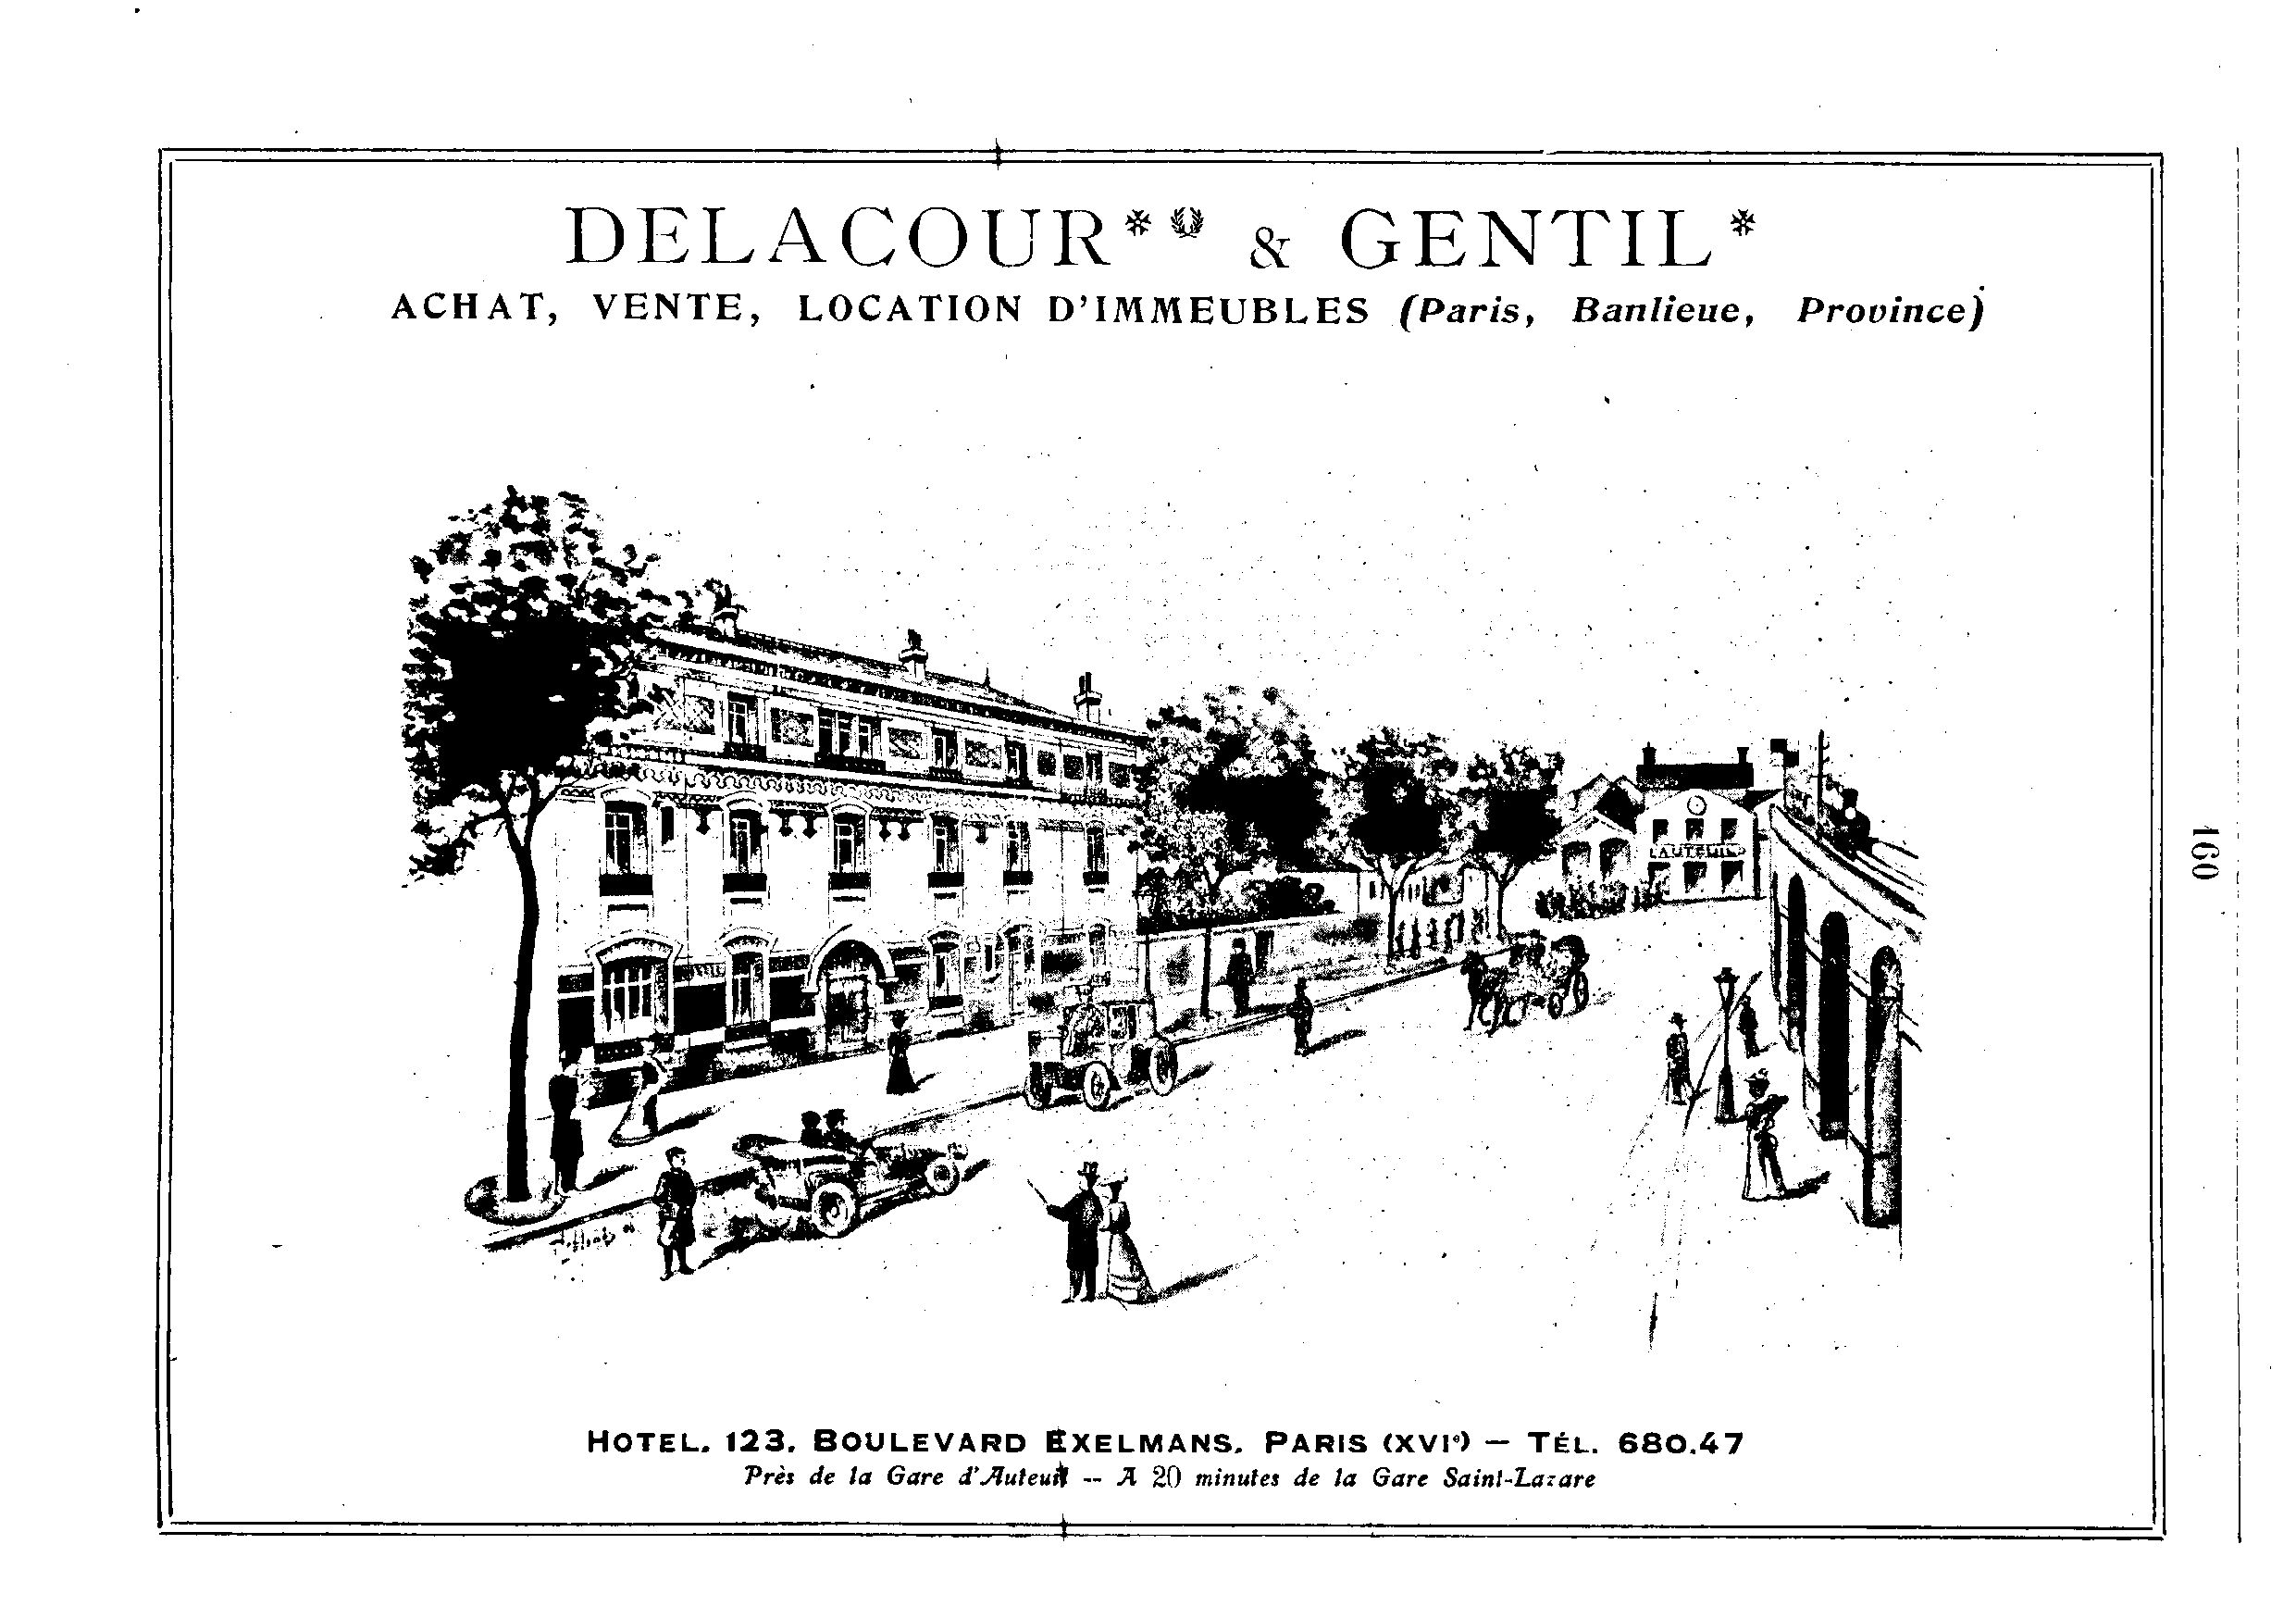 DELACOUR & GENTIL
ACHAT, VENTE, LOCATION D'IMMEUBLES (Paris, Banlieue, Province)
AUTEUIL
HOTEL, 123, BOULEVARD EXELMANS, PARIS (XVIe) — TÉL. 680.47
Près de la Gare d'Auteuil -- A 20 minutes de la Gare Saint-Lazare
160